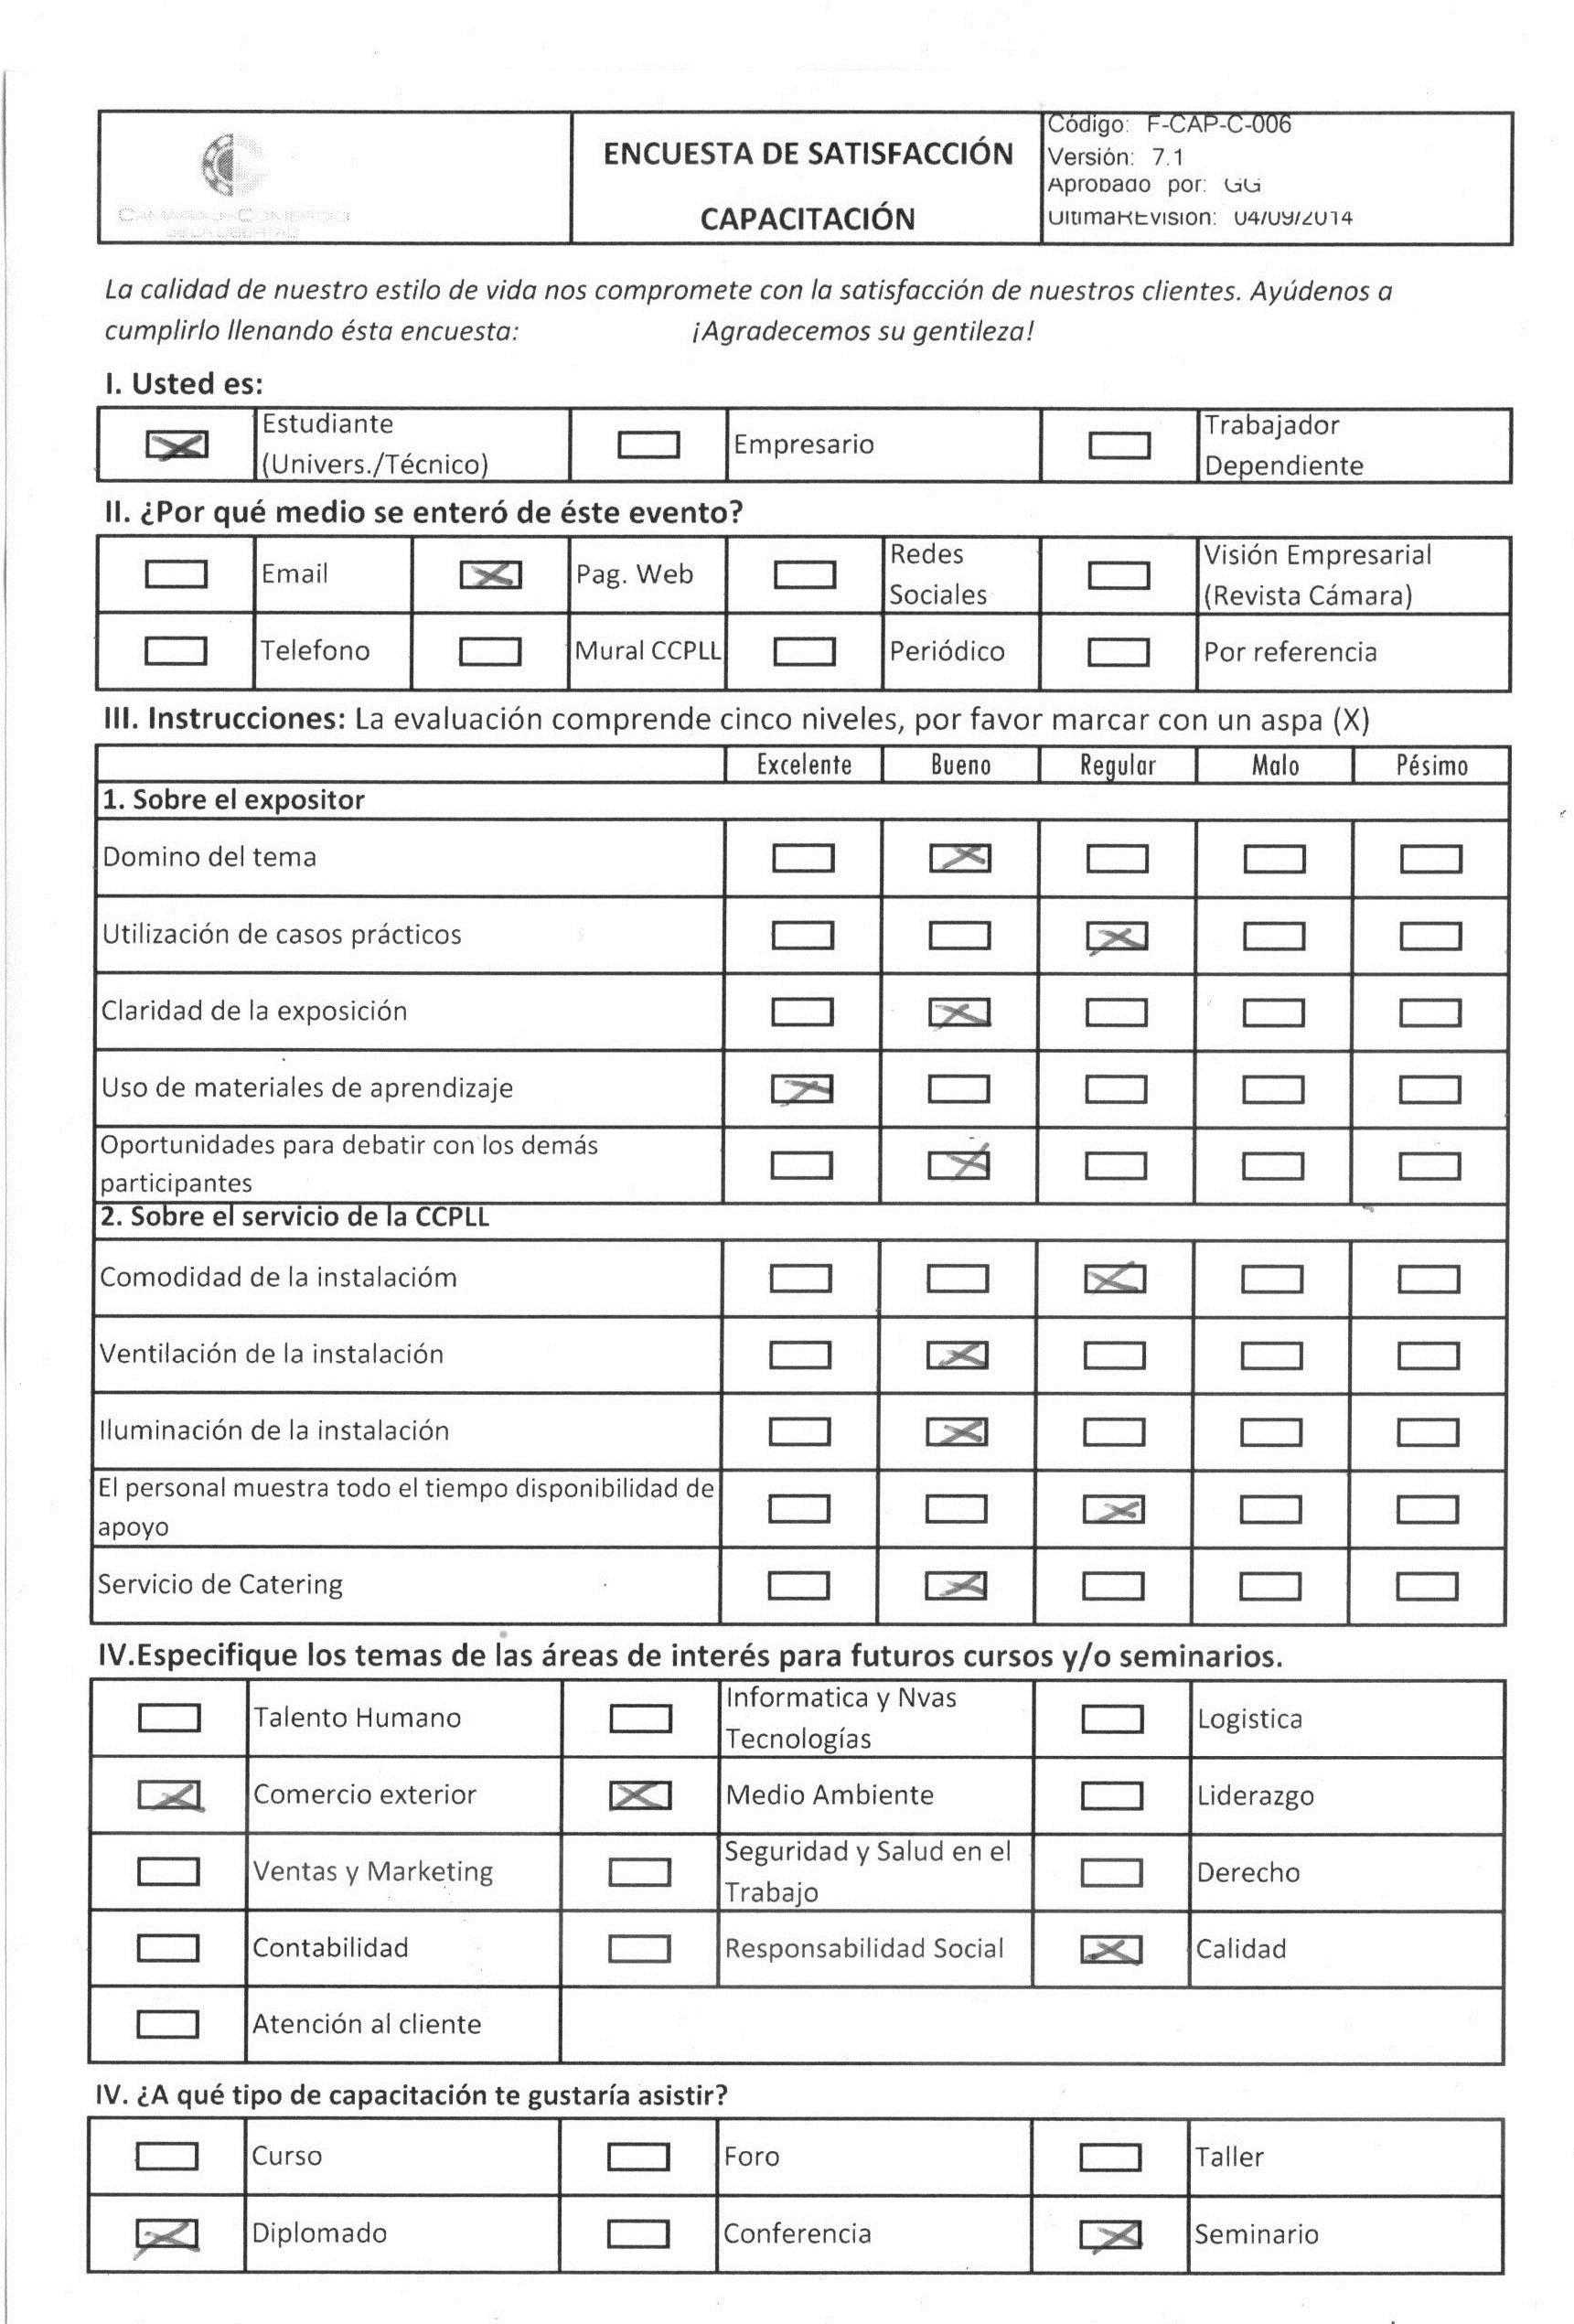 CAMARA DE COMERCIO
DE LA LIBERTAD
ENCUESTA DE SATISFACCIÓN
CAPACITACIÓN
Código: F-CAP-C-006
Versión: 7.1
Aprobado por: GG
UltimaREvisión: 04/09/2014
La calidad de nuestro estilo de vida nos compromete con la satisfacción de nuestros clientes. Ayúdenos a
cumplirlo llenando ésta encuesta: ¡Agradecemos su gentileza!
I. Usted es:
Estudiante
(Univers./Técnico)
Empresario
Trabajador
Dependiente
II. ¿Por qué medio se enteró de éste evento?
Email
Pag. Web
Redes
Sociales
Visión Empresarial
(Revista Cámara)
Telefono
Mural CCPLL
Periódico
Por referencia
III. Instrucciones: La evaluación comprende cinco niveles, por favor marcar con un aspa (X)
Excelente Bueno Regular Malo Pésimo
1. Sobre el expositor
Domino del tema
Utilización de casos prácticos
Claridad de la exposición
Uso de materiales de aprendizaje
Oportunidades para debatir con los demás
participantes
2. Sobre el servicio de la CCPLL
Comodidad de la instalacióm
Ventilación de la instalación
Iluminación de la instalación
El personal muestra todo el tiempo disponibilidad de
apoyo
Servicio de Catering
IV.Especifique los temas de las áreas de interés para futuros cursos y/o seminarios.
Talento Humano
Informatica y Nvas
Tecnologías
Logistica
Comercio exterior
Medio Ambiente
Liderazgo
Ventas y Marketing
Seguridad y Salud en el
Trabajo
Derecho
Contabilidad
Responsabilidad Social
Calidad
Atención al cliente
IV. ¿A qué tipo de capacitación te gustaría asistir?
Curso
Foro
Taller
Diplomado
Conferencia
Seminario